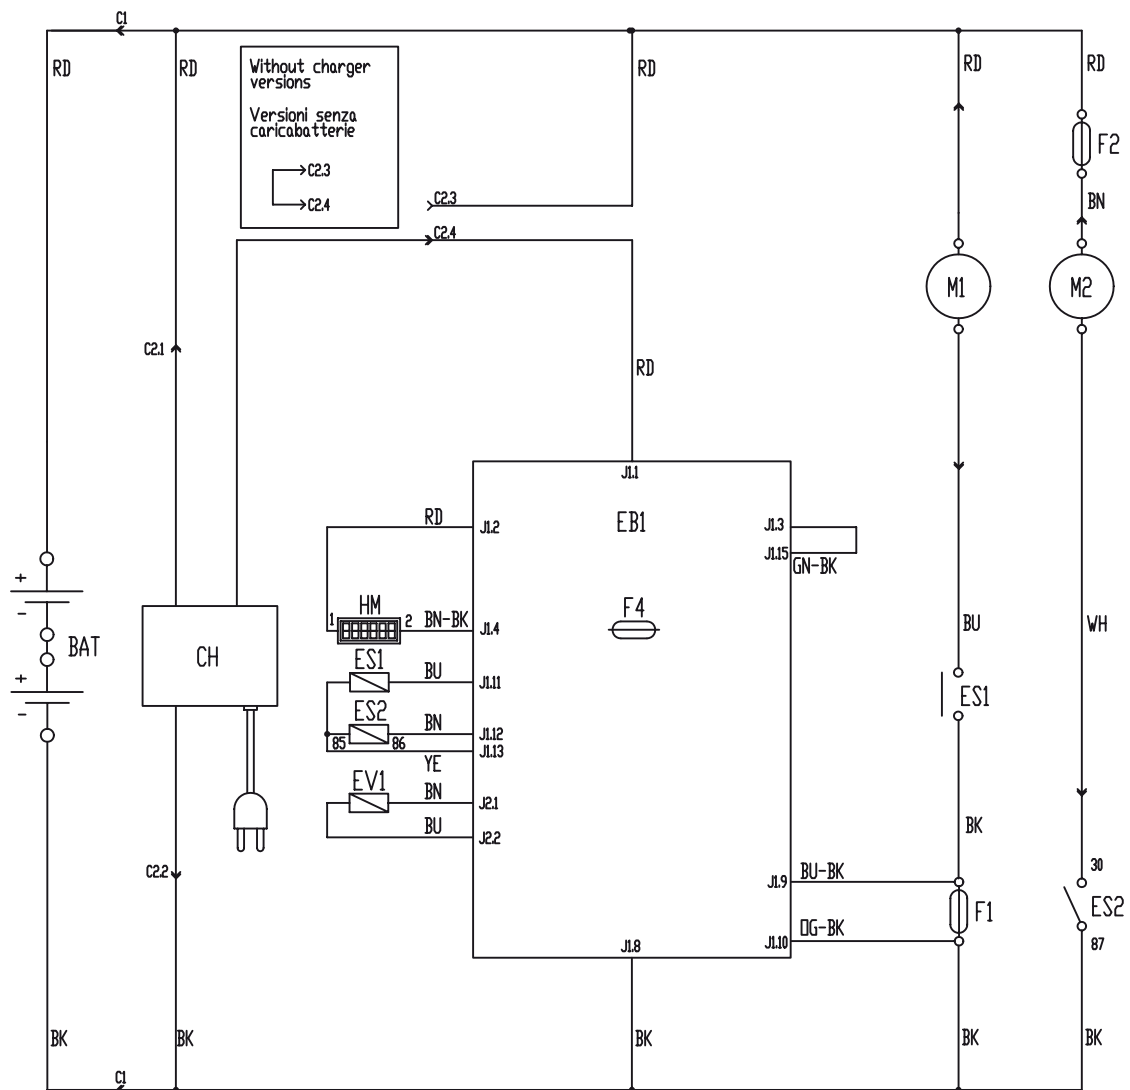 C1
RD
RD
RD
RD
RD
Without charger
versions
Versioni senza
caricabatterie
C2.3
C2.4
F2
C2.3
BN
C2.4
M1
M2
C2.1
RD
J1.1
RD
J1.2
EB1
J1.3
J1.15
GN-BK
+
-
HM
1
2
BN-BK
J1.4
F4
BU
WH
BAT
CH
ES1
BU
J1.11
+
-
ES1
ES2
BN
J1.12
85
86
J1.13
YE
EV1
BN
J2.1
BU
J2.2
BK
C2.2
BU-BK
J1.9
30
F1
ES2
OG-BK
J1.10
J1.8
87
BK
BK
BK
BK
BK
C1